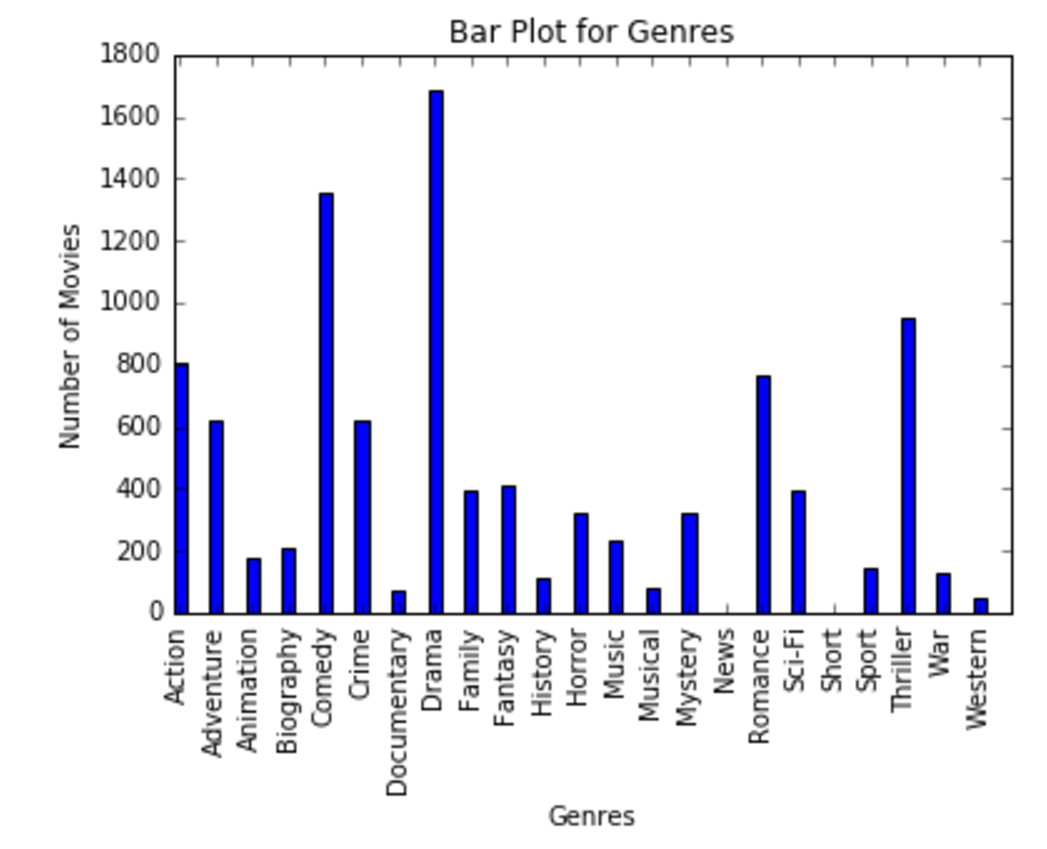 Bar Plot for Genres
1800
1600
1400
1200
1000
800
600
400
200
0
Number of Movies
Action
Adventure
Animation
Biography
Comedy
Crime
Documentary
Drama
Family
Fantasy
History
Horror
Music
Musical
Mystery
News
Romance
Sci-Fi
Short
Sport
Thriller
War
Western
Genres